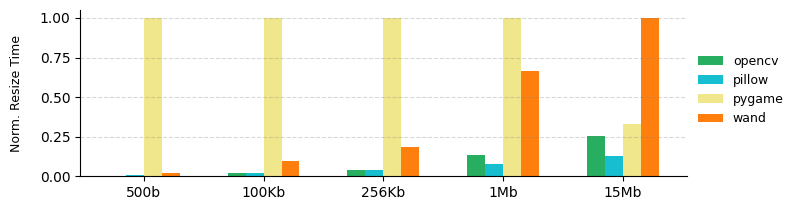 Norm. Resize Time
1.00
0.75
0.50
0.25
0.00
500b
100Kb
256Kb
1Mb
15Mb
opencv
pillow
pygame
wand